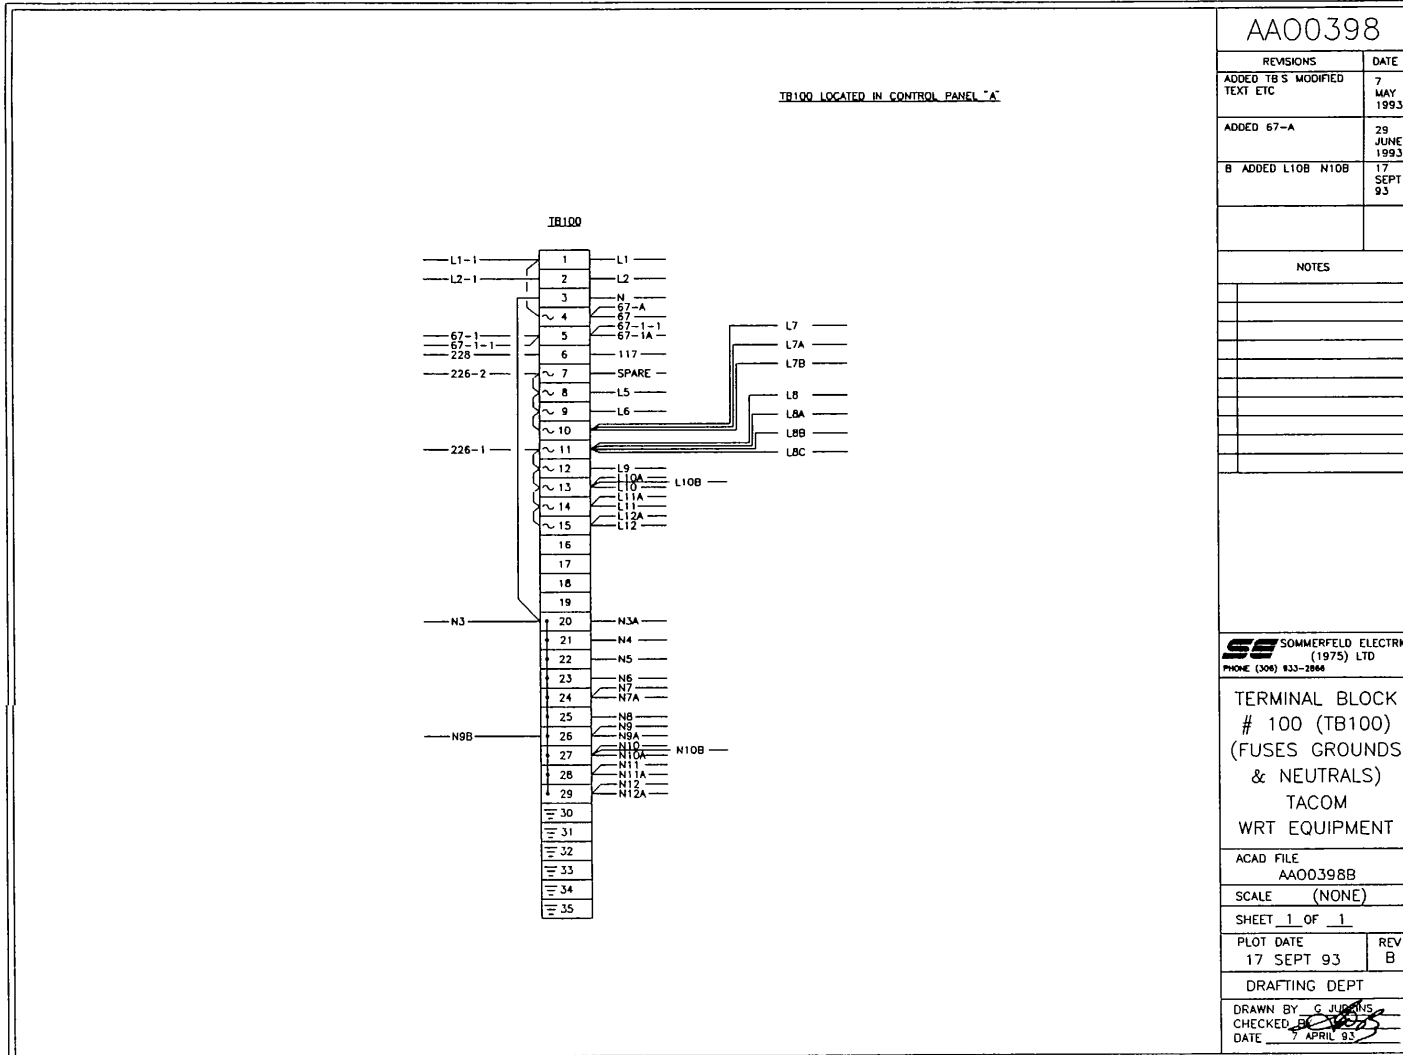 AA00398
REVISIONS DATE
ADDED TB S MODIFIED TEXT ETC 7 MAY 1993
ADDED 67-A 29 JUNE 1993
B ADDED L10B N10B 17 SEPT 93
NOTES
TB100 LOCATED IN CONTROL PANEL "A"
TB100
L1-1 1 L1
L2-1 2 L2
3 N
67-A
4 67
67-1-1
67-1 5 67-1A
67-1-1
228 6 117
226-2 7 SPARE
8 L5
9 L6
10
L7
L7A
L7B
226-1 11
L8
L8A
L8B
L8C
12 L9
L10A
13 L10 L10B
L11A
14 L11
L12A
15 L12
16
17
18
19
N3 20 N3A
21 N4
22 N5
23 N6
N7
24 N7A
25 N8
N9
N9B 26 N9A
N10
27 N10A N10B
N11
28 N11A
N12
29 N12A
30
31
32
33
34
35
SE SOMMERFELD ELECTRI
(1975) LTD
PHONE (306) 933-2866
TERMINAL BLOCK
# 100 (TB100)
(FUSES GROUNDS
& NEUTRALS)
TACOM
WRT EQUIPMENT
ACAD FILE
AA00398B
SCALE (NONE)
SHEET 1 OF 1
PLOT DATE REV
17 SEPT 93 B
DRAFTING DEPT
DRAWN BY G
CHECKED BY
DATE 7 APRIL 93